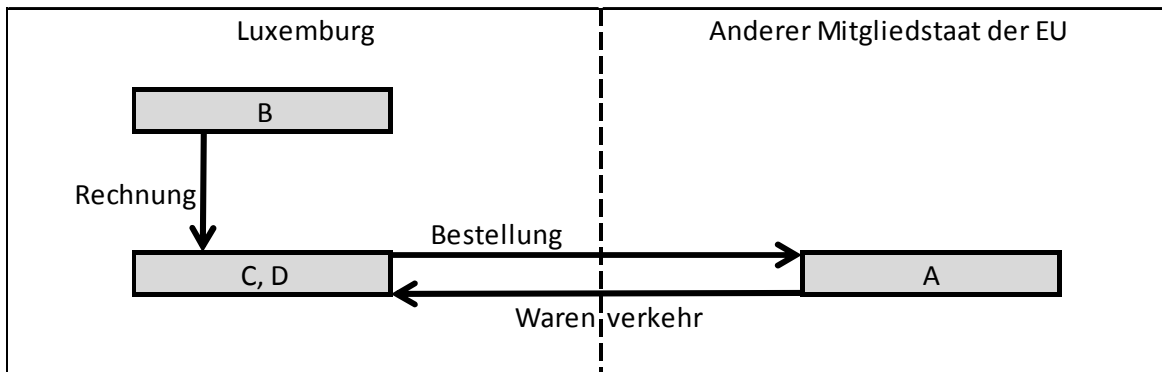 Luxemburg
Anderer Mitgliedstaat der EU
B
Rechnung
Bestellung
C, D
A
Warenverkehr